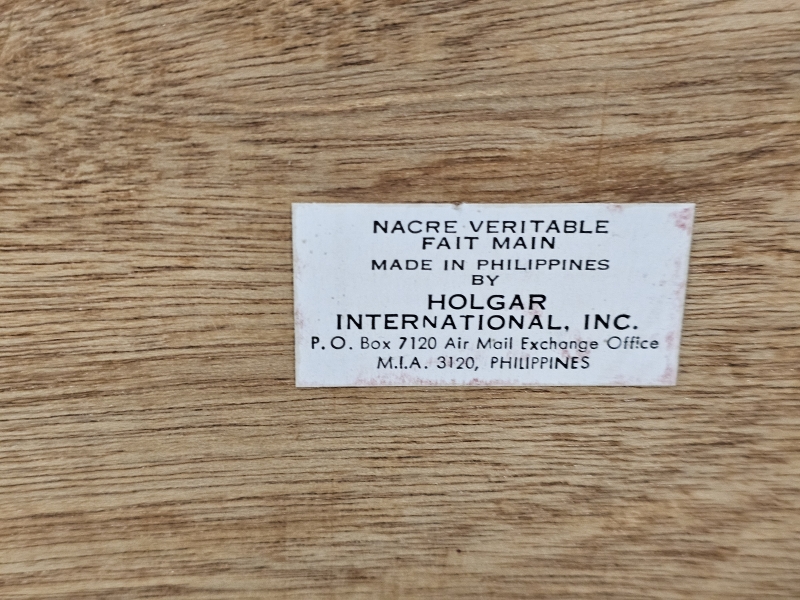 NACRE VERITABLE
FAIT MAIN
MADE IN PHILIPPINES
BY
HOLGAR
INTERNATIONAL, INC.
P.O. Box 7120 Air Mail Exchange Office
M.I.A. 3120, PHILIPPINES